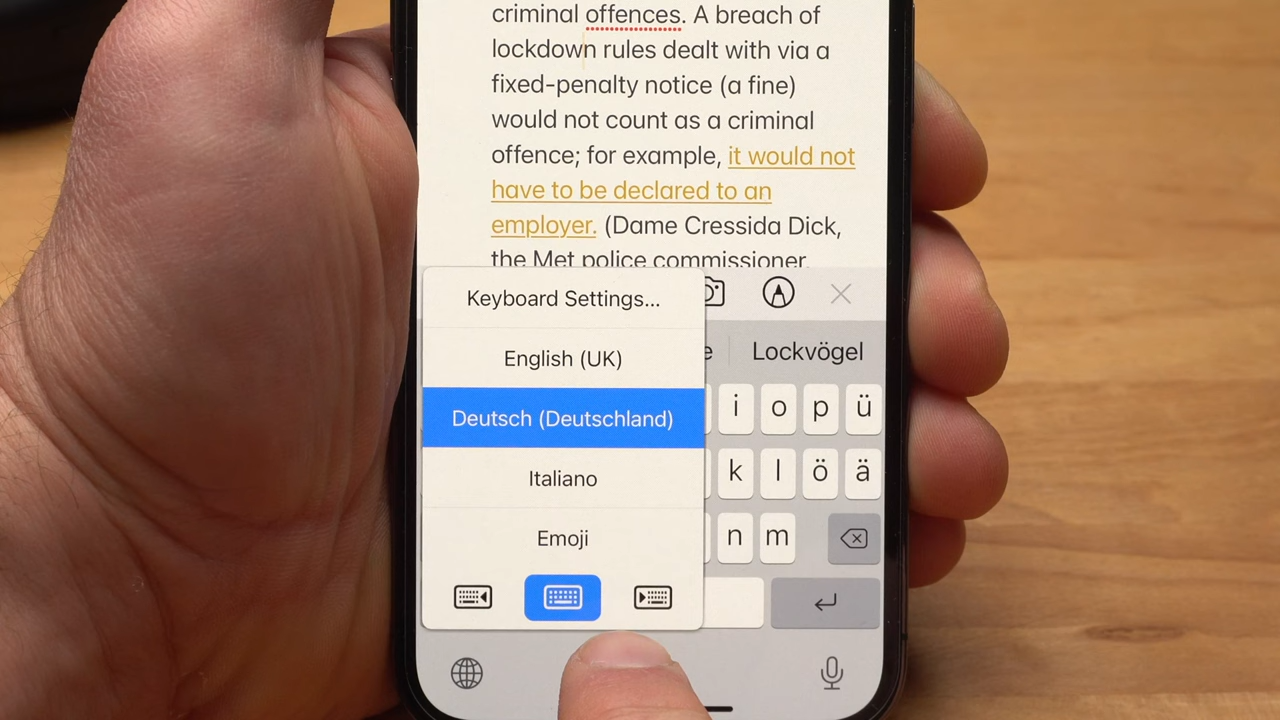 criminal offences. A breach of
lockdown rules dealt with via a
fixed-penalty notice (a fine)
would not count as a criminal
offence; for example, it would not
have to be declared to an
employer. (Dame Cressida Dick,
the Met police commissioner,
Keyboard Settings...
English (UK)
Deutsch (Deutschland)
Italiano
Emoji
e Lockvögel
i o p ü
k l ö ä
n m